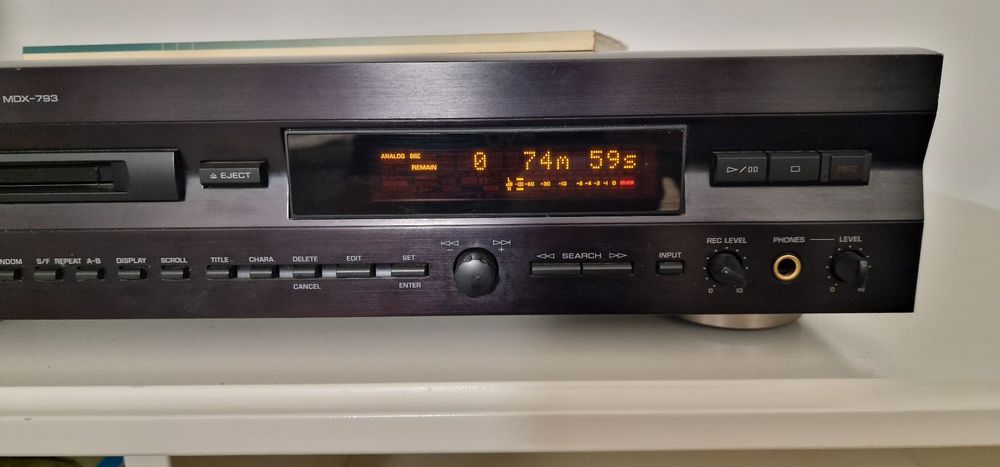 MDX-793
EJECT
ANALOG DISC
REMAIN
0 74m 59s
-60 -30 -10 -6 -4 -2 -1 0 OVER
REC
NDOM S/F REPEAT A-B DISPLAY SCROLL TITLE CHARA. DELETE EDIT SET
CANCEL ENTER
- +
SEARCH
INPUT
REC LEVEL
0 10
PHONES LEVEL
0 10